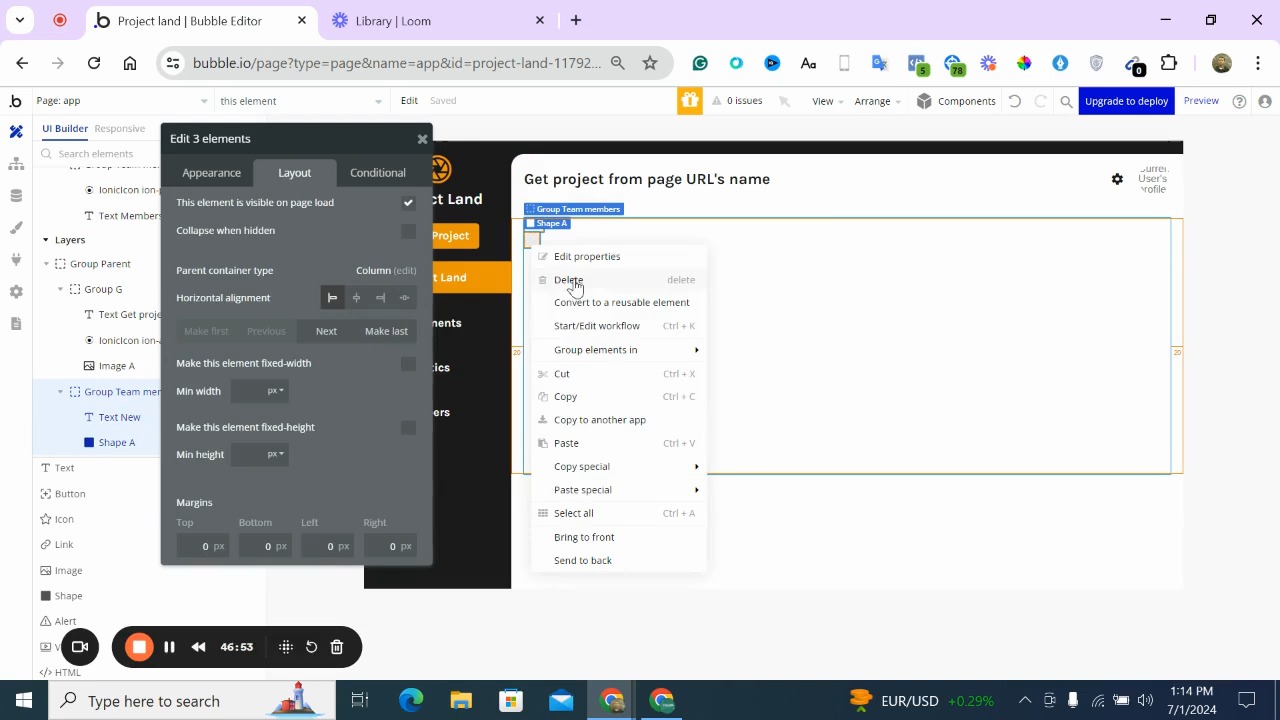 Project land | Bubble Editor
Library | Loom
bubble.io/page?type=page&name=app&id=project-land-11792...
5
78
0
Page: app
this element
Edit
Saved
0 issues
View
Arrange
Components
Upgrade to deploy
Preview
UI Builder
Responsive
Search elements
IonicIcon ion-p
Text Members
Layers
Group Parent
Group G
Text Get proje
IonicIcon ion-a
Image A
Group Team mem
Text New
Shape A
Text
Button
Icon
Link
Image
Shape
Alert
HTML
Edit 3 elements
Appearance
Layout
Conditional
This element is visible on page load
Collapse when hidden
Parent container type
Column (edit)
Horizontal alignment
Make first
Previous
Next
Make last
Make this element fixed-width
Min width
px
Make this element fixed-height
Min height
px
Margins
Top
Bottom
Left
Right
0 px
0 px
0 px
0 px
ct Land
Project
ct Land
Get project from page URL's name
Current
User's
profile
Group Team members
Shape A
20
20
Edit properties
Delete
delete
Convert to a reusable element
Start/Edit workflow
Ctrl + K
Group elements in
Cut
Ctrl + X
Copy
Ctrl + C
Copy to another app
Paste
Ctrl + V
Copy special
Paste special
Select all
Ctrl + A
Bring to front
Send to back
46:53
Type here to search
EUR/USD
+0.29%
1:14 PM
7/1/2024